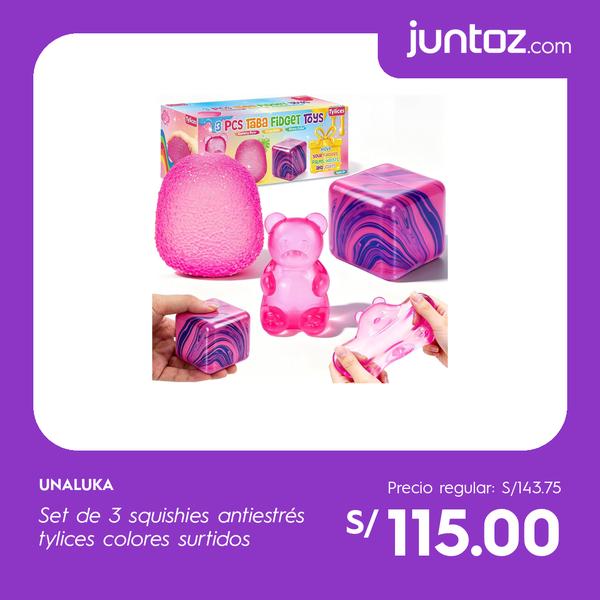 juntoz.com
Tylices
3 PCS TaBa FiDGET TOYS
UNALUKA
Precio regular: S/143.75
Set de 3 squishies antiestrés
tylices colores surtidos
S/ 115.00